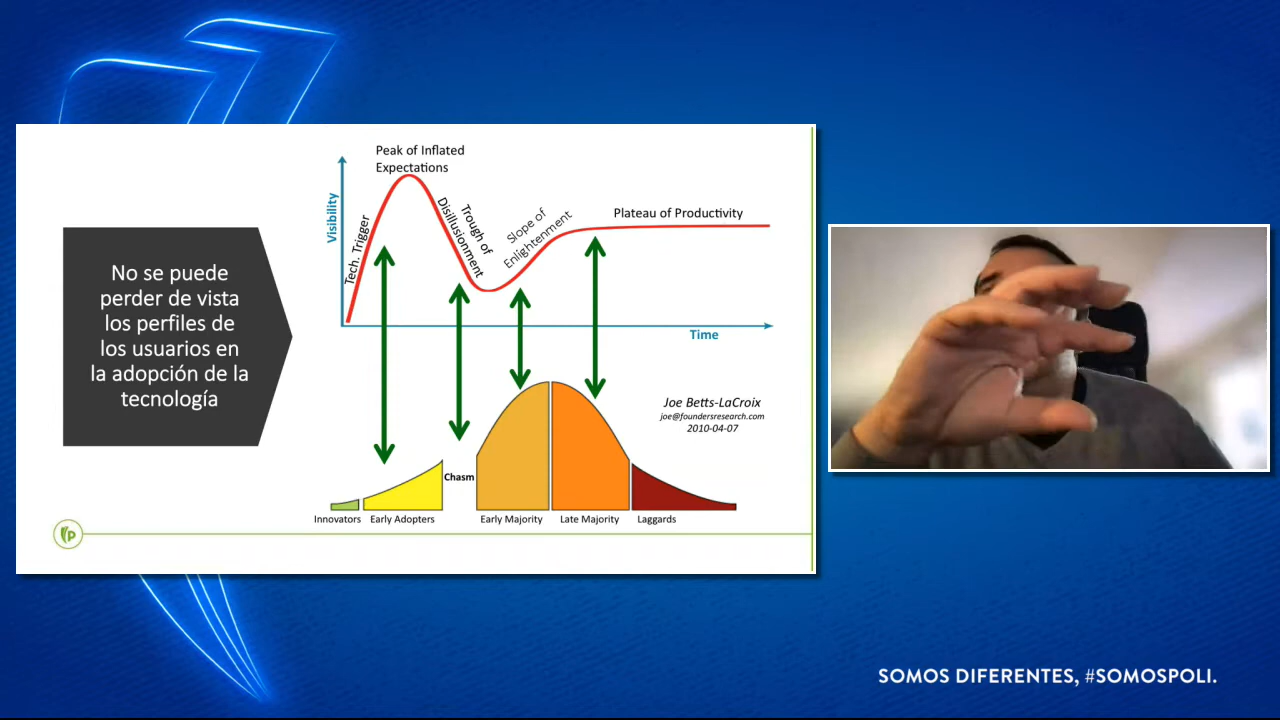 No se puede
perder de vista
los perfiles de
los usuarios en
la adopción de la
tecnología
Peak of Inflated
Expectations
Visibility
Tech. Trigger
Trough of
Disillusionment
Slope of
Enlightenment
Plateau of Productivity
Time
Joe Betts-LaCroix
joe@foundersresearch.com
2010-04-07
Chasm
Innovators
Early Adopters
Early Majority
Late Majority
Laggards
P
SOMOS DIFERENTES, #SOMOSPOLI.